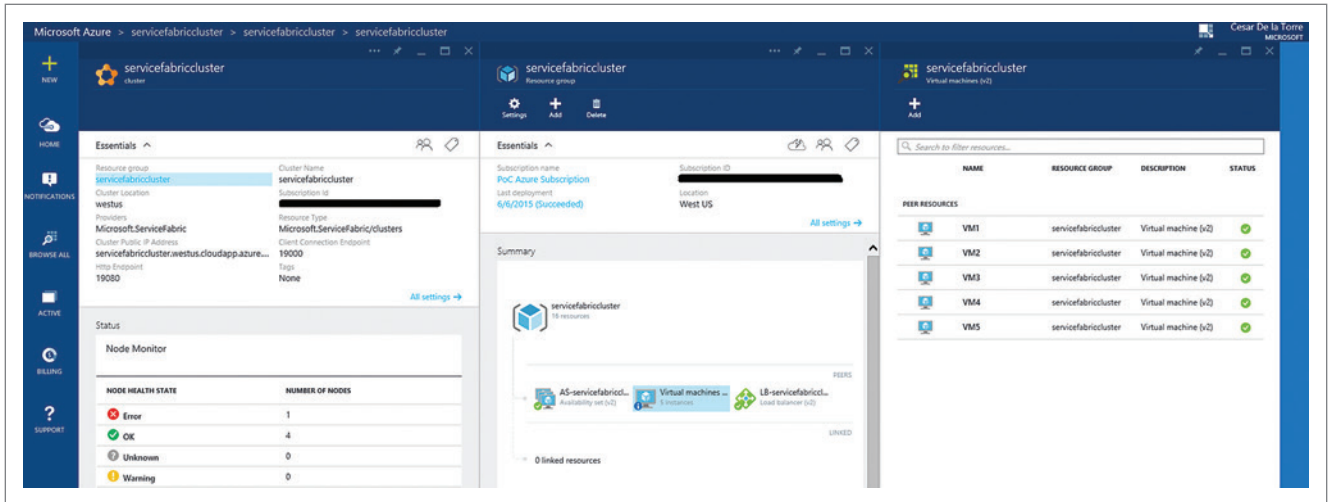 Microsoft Azure > servicefabriccluster > servicefabriccluster > servicefabriccluster
Cesar De la Torre
MICROSOFT
NEW
HOME
NOTIFICATIONS
BROWSE ALL
ACTIVE
BILLING
SUPPORT
servicefabriccluster
cluster
Essentials
Resource group
servicefabriccluster
Cluster Name
servicefabriccluster
Cluster Location
westus
Subscription Id
Providers
Microsoft.ServiceFabric
Resource Type
Microsoft.ServiceFabric/clusters
Cluster Public IP Address
servicefabriccluster.westus.cloudapp.azure....
Client Connection Endpoint
19000
Http Endpoint
19080
Tags
None
All settings →
Status
Node Monitor
NODE HEALTH STATE NUMBER OF NODES
Error 1
OK 4
Unknown 0
Warning 0
servicefabriccluster
Resource group
Settings Add Delete
Essentials
Subscription name
PoC Azure Subscription
Subscription ID
Last deployment
6/6/2015 (Succeeded)
Location
West US
All settings →
Summary
servicefabriccluster
16 resources
PEERS
AS-servicefabriccl...
Availability set (v2)
Virtual machines ...
5 instances
LB-servicefabriccl...
Load balancer (v2)
LINKED
0 linked resources
servicefabriccluster
Virtual machines (v2)
Add
Search to filter resources...
NAME RESOURCE GROUP DESCRIPTION STATUS
PEER RESOURCES
VM1 servicefabriccluster Virtual machine (v2)
VM2 servicefabriccluster Virtual machine (v2)
VM3 servicefabriccluster Virtual machine (v2)
VM4 servicefabriccluster Virtual machine (v2)
VM5 servicefabriccluster Virtual machine (v2)